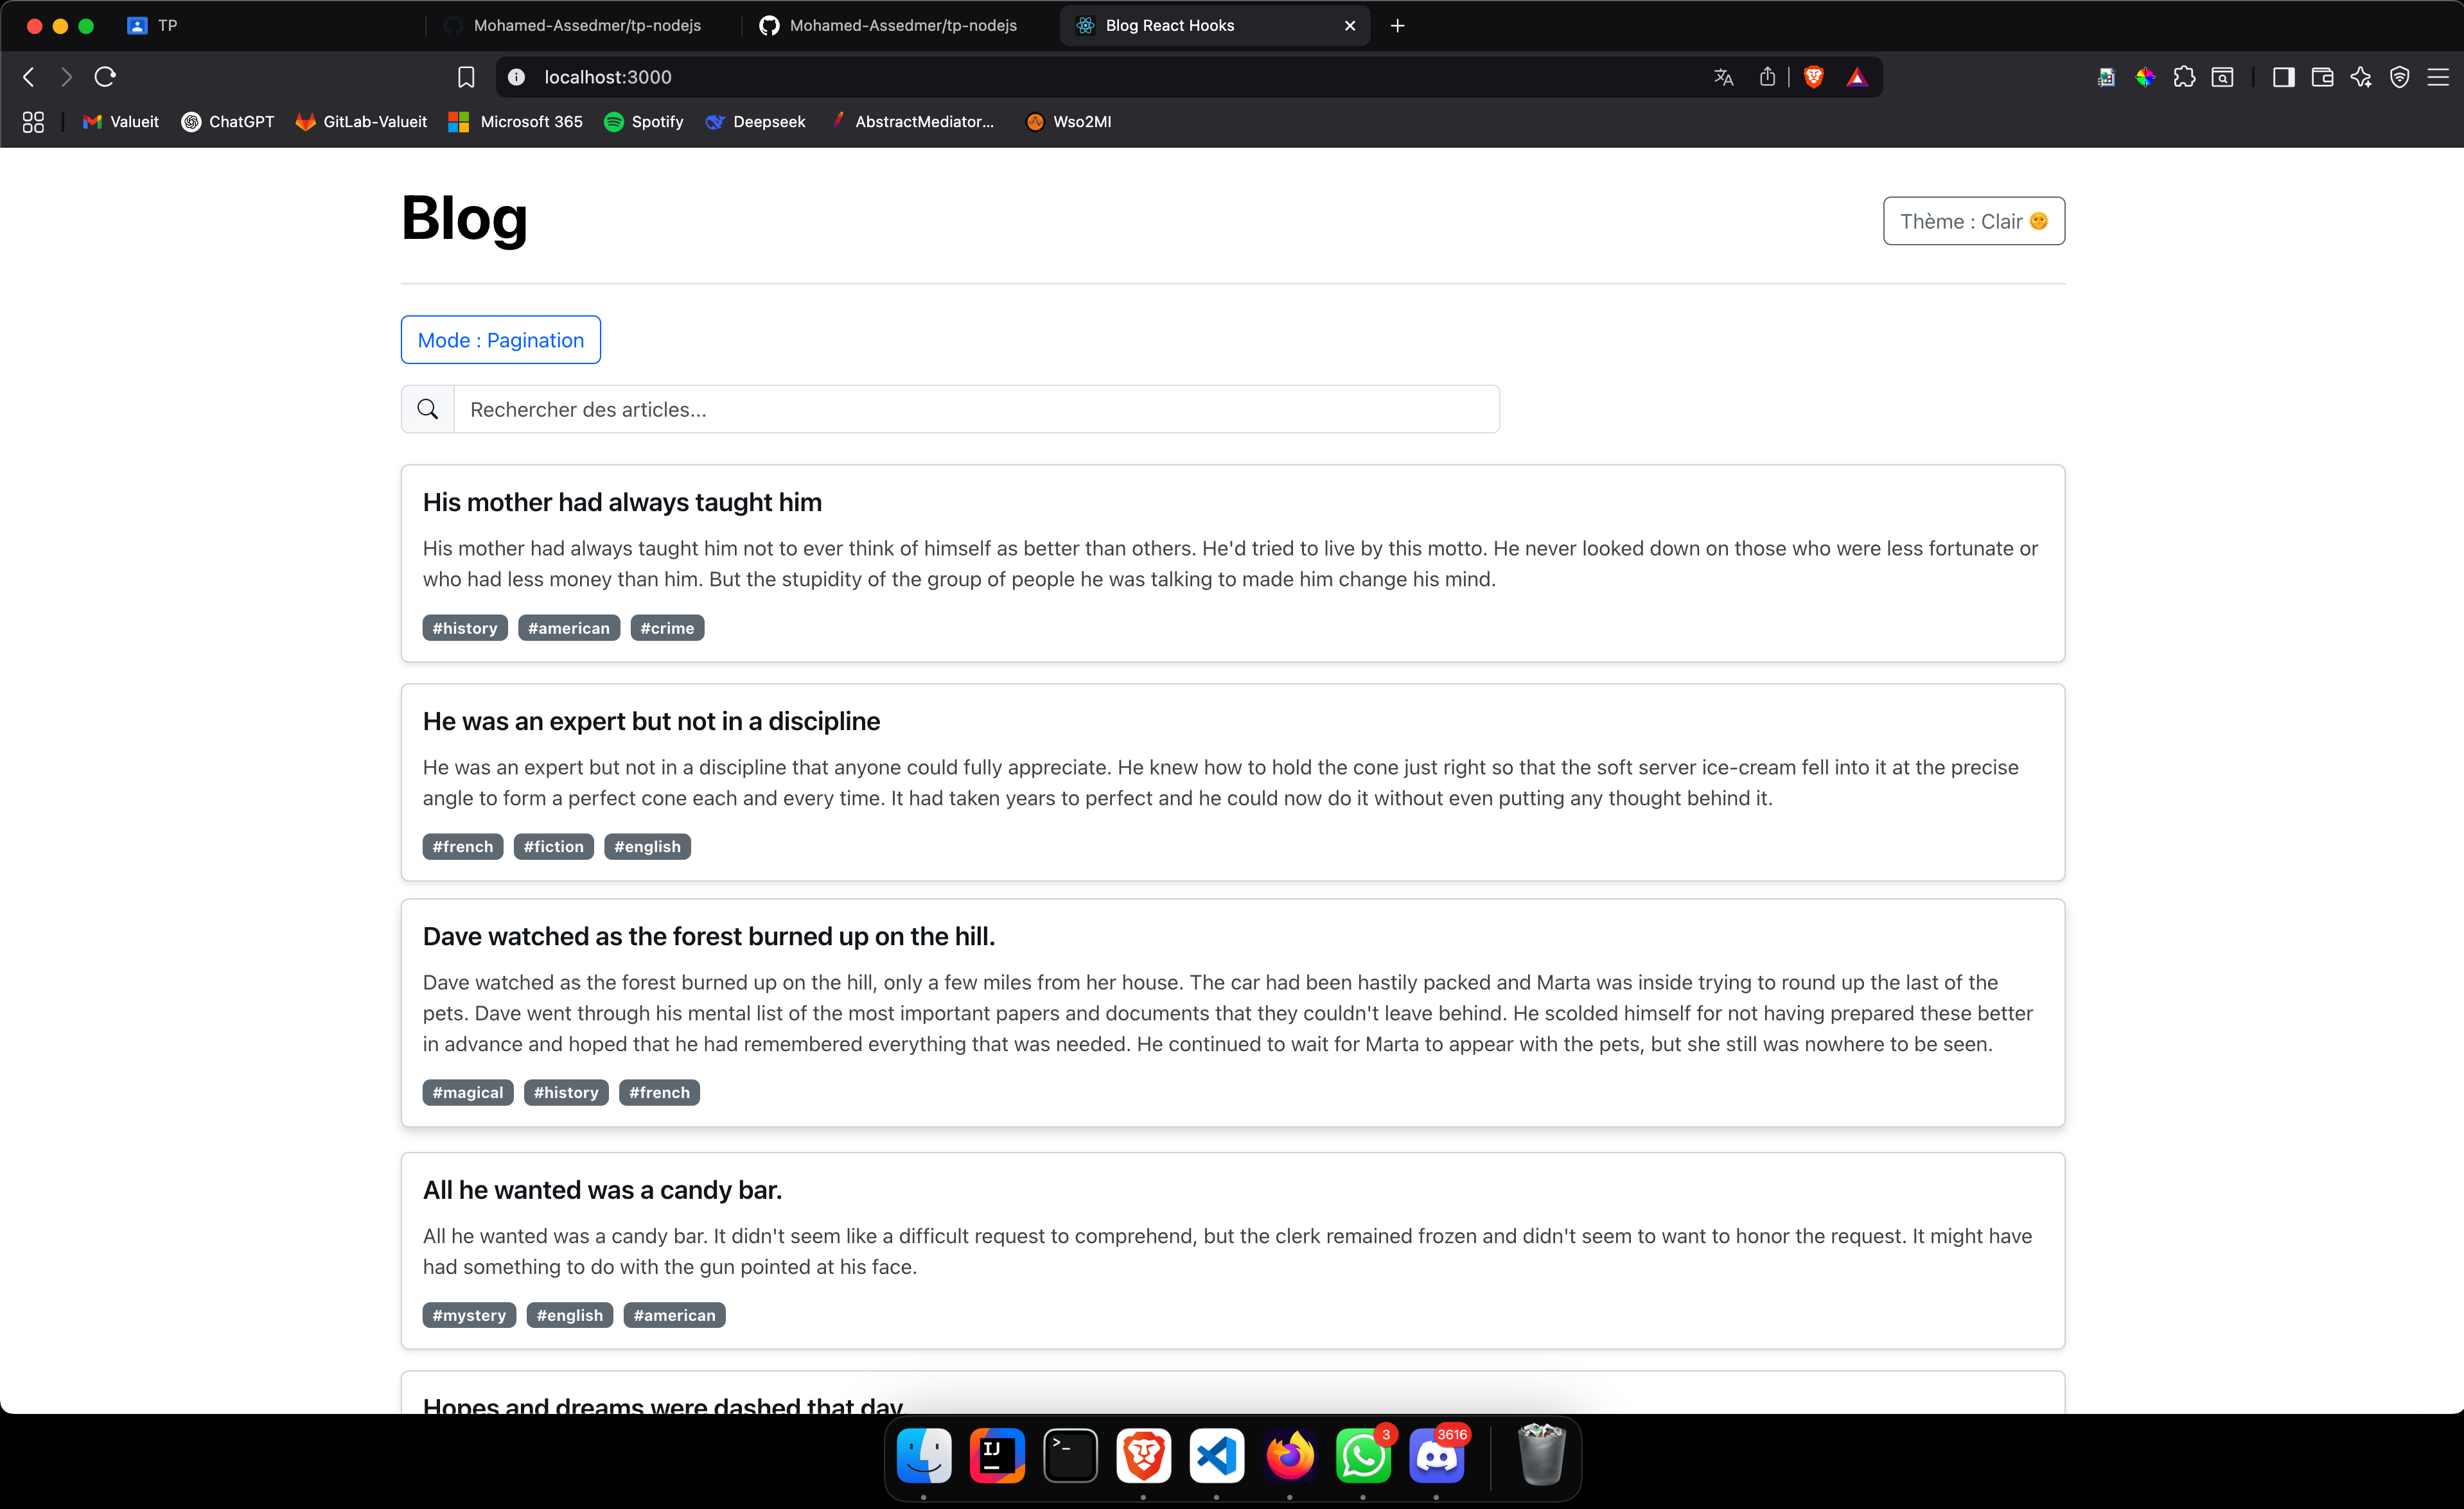 TP
Mohamed-Assedmer/tp-nodejs
Mohamed-Assedmer/tp-nodejs
Blog React Hooks
localhost:3000
Valueit
ChatGPT
GitLab-Valueit
Microsoft 365
Spotify
Deepseek
AbstractMediator...
Wso2MI
Blog
Thème : Clair 🌞
Mode : Pagination
Rechercher des articles...
His mother had always taught him
His mother had always taught him not to ever think of himself as better than others. He'd tried to live by this motto. He never looked down on those who were less fortunate or
who had less money than him. But the stupidity of the group of people he was talking to made him change his mind.
#history #american #crime
He was an expert but not in a discipline
He was an expert but not in a discipline that anyone could fully appreciate. He knew how to hold the cone just right so that the soft server ice-cream fell into it at the precise
angle to form a perfect cone each and every time. It had taken years to perfect and he could now do it without even putting any thought behind it.
#french #fiction #english
Dave watched as the forest burned up on the hill.
Dave watched as the forest burned up on the hill, only a few miles from her house. The car had been hastily packed and Marta was inside trying to round up the last of the
pets. Dave went through his mental list of the most important papers and documents that they couldn't leave behind. He scolded himself for not having prepared these better
in advance and hoped that he had remembered everything that was needed. He continued to wait for Marta to appear with the pets, but she still was nowhere to be seen.
#magical #history #french
All he wanted was a candy bar.
All he wanted was a candy bar. It didn't seem like a difficult request to comprehend, but the clerk remained frozen and didn't seem to want to honor the request. It might have
had something to do with the gun pointed at his face.
#mystery #english #american
Hopes and dreams were dashed that day.
IJ
>_
3
3616